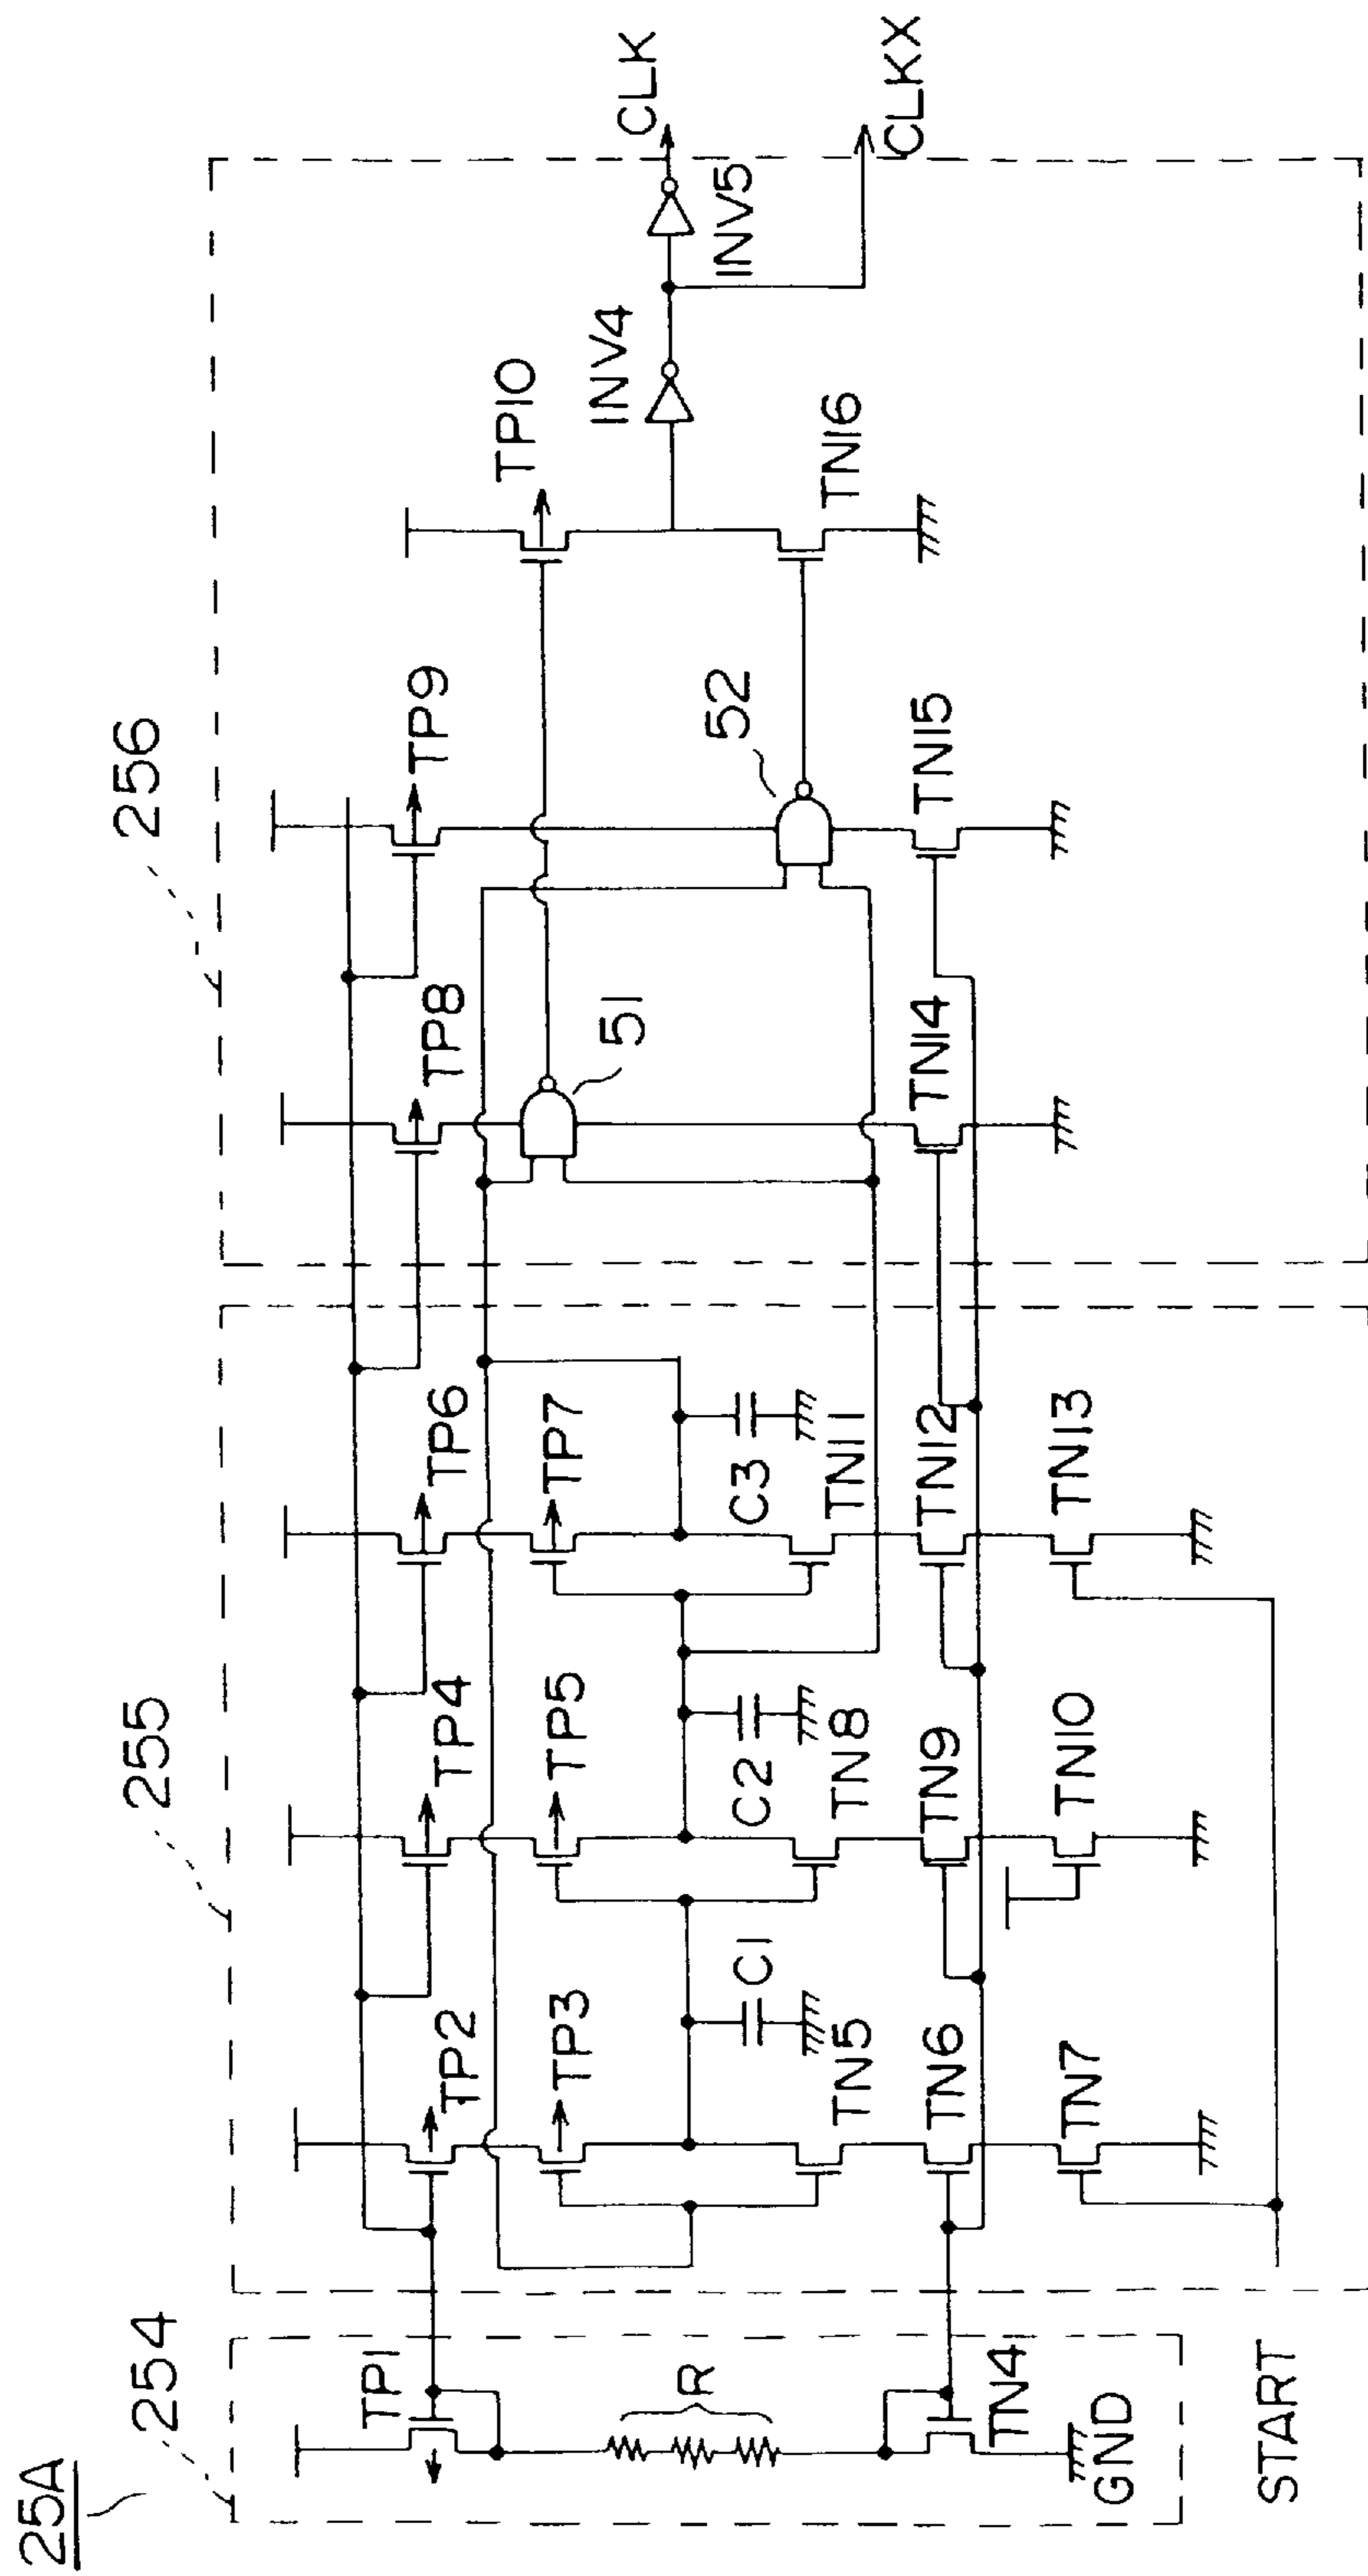 25A
254
255
256
TP1
R
TN4
GND
START
TP2
TP3
C1
TN5
TN6
TN7
TP4
TP5
C2
TN8
TN9
TN10
TP6
TP7
C3
TN11
TN12
TN13
TP8
51
TN14
TP9
52
TN15
TP10
TN16
INV4
INV5
CLK
CLKX